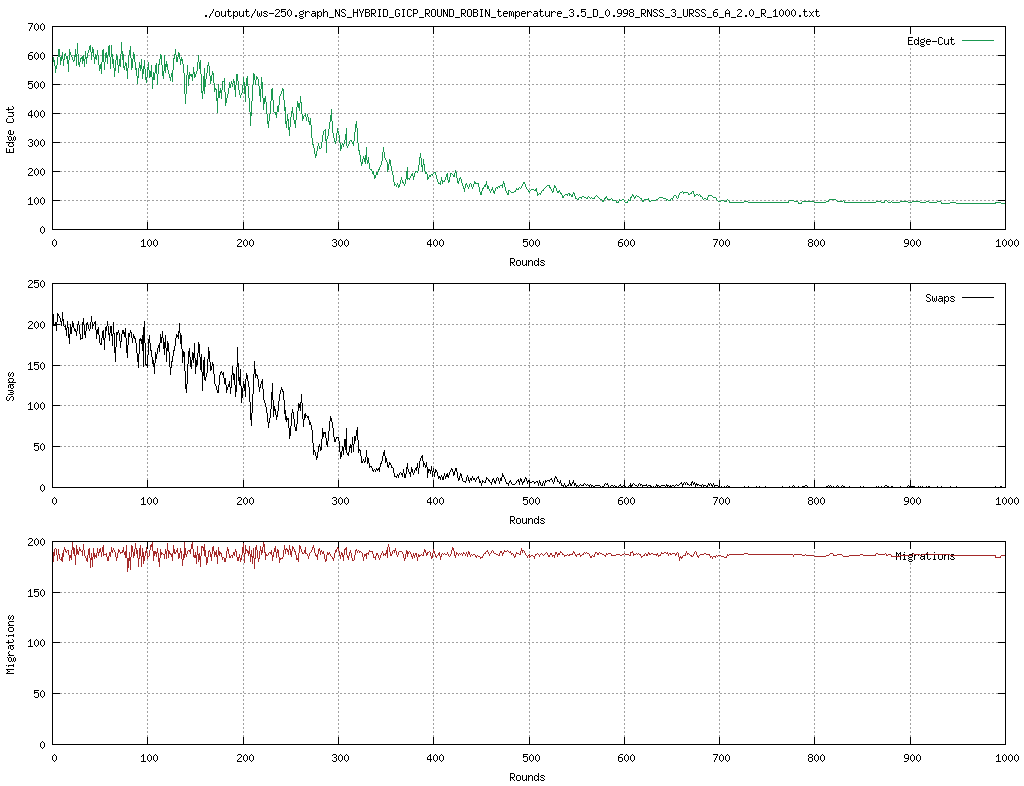 ./output/ws-250.graph_NS_HYBRID_GICP_ROUND_ROBIN_temperature_3.5_D_0.998_RNSS_3_URSS_6_A_2.0_R_1000.txt
700
600
500
400
300
200
100
0
Edge Cut
Edge-Cut
0 100 200 300 400 500 600 700 800 900 1000
Rounds
250
200
150
100
50
0
Swaps
Swaps
0 100 200 300 400 500 600 700 800 900 1000
Rounds
200
150
100
50
0
Migrations
Migrations
0 100 200 300 400 500 600 700 800 900 1000
Rounds